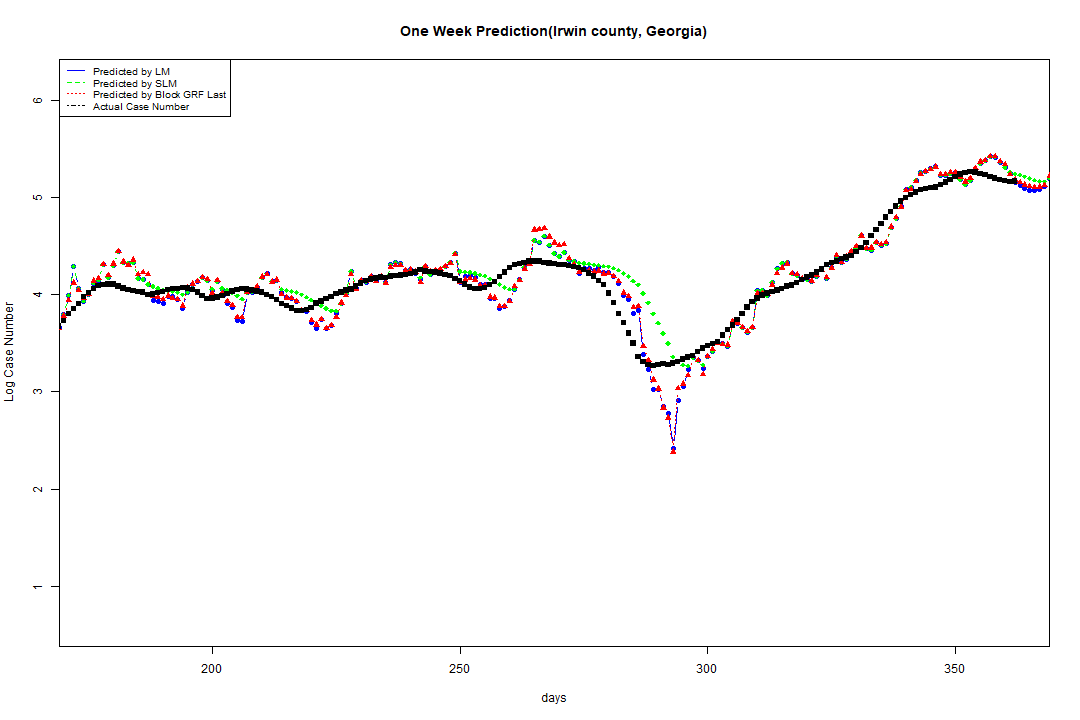 One Week Prediction(Irwin county, Georgia)
Predicted by LM
Predicted by SLM
Predicted by Block GRF Last
Actual Case Number
6
5
4
3
2
1
Log Case Number
200 250 300 350
days